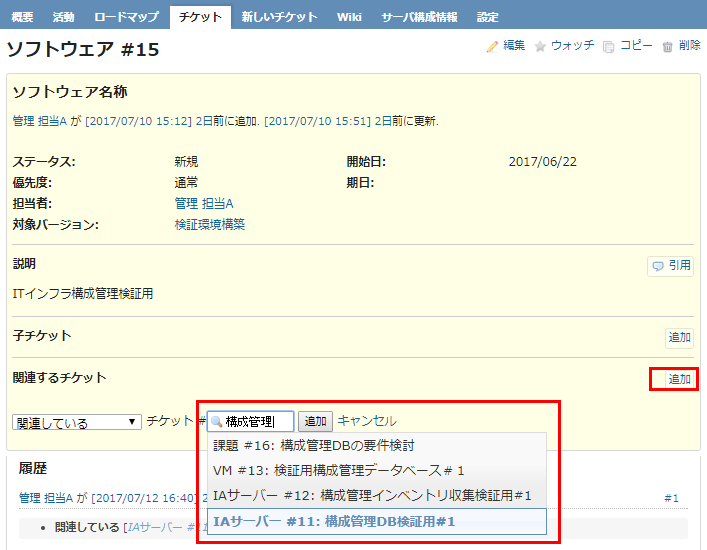 概要 活動 ロードマップ チケット 新しいチケット Wiki サーバ構成情報 設定
ソフトウェア #15 編集 ウォッチ コピー 削除
ソフトウェア名称
管理 担当A が [2017/07/10 15:12] 2日前に追加. [2017/07/10 15:51] 2日前に更新.
ステータス: 新規 開始日: 2017/06/22
優先度: 通常 期日:
担当者: 管理 担当A
対象バージョン: 検証環境構築
説明 引用
ITインフラ構成管理検証用
子チケット 追加
関連するチケット 追加
関連している チケット # 構成管理 追加 キャンセル
課題 #16: 構成管理DBの要件検討
VM #13: 検証用構成管理データベース# 1
IAサーバー #12: 構成管理インベントリ収集検証用#1
IAサーバー #11: 構成管理DB検証用#1
履歴
管理 担当A が [2017/07/12 16:40] #1
関連している [IAサーバー